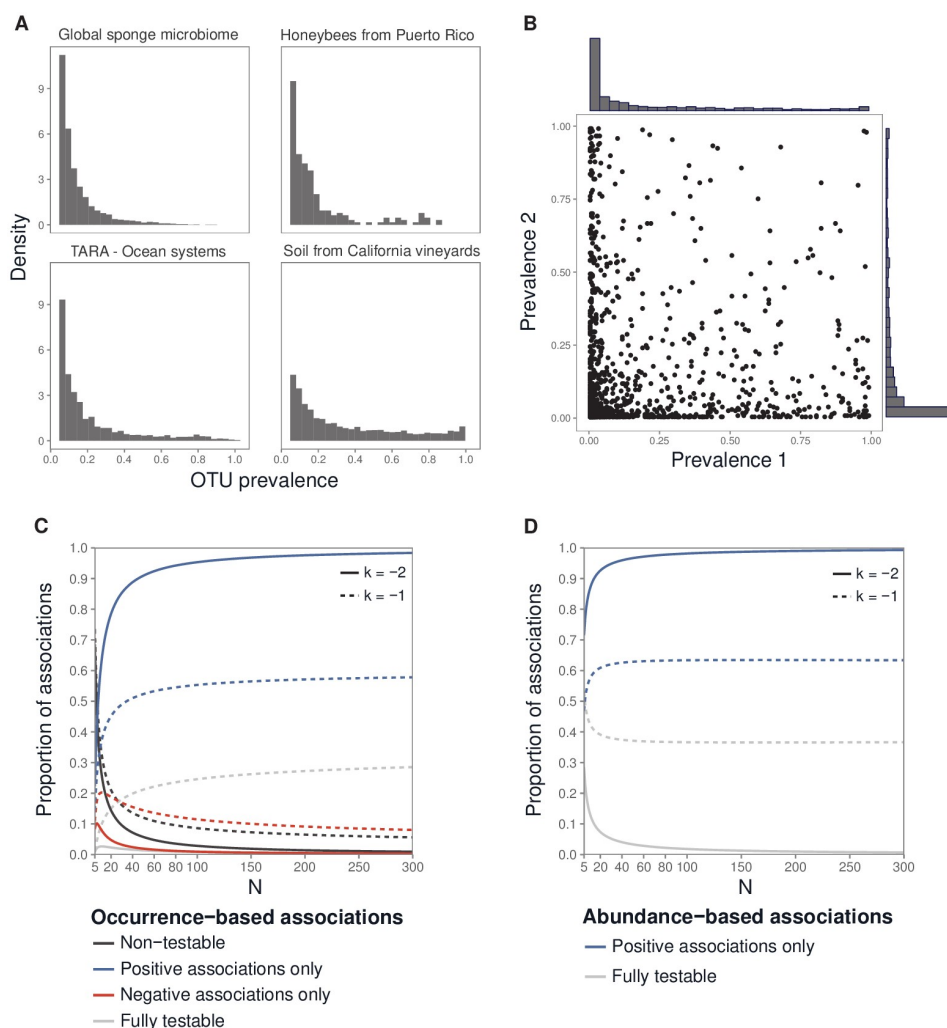 A
Global sponge microbiome
Honeybees from Puerto Rico
9
6
3
0
TARA - Ocean systems
Soil from California vineyards
9
6
3
0
Density
0.0 0.2 0.4 0.6 0.8 1.0
0.0 0.2 0.4 0.6 0.8 1.0
OTU prevalence
B
1.00
0.75
0.50
0.25
0.00
Prevalence 2
0.00 0.25 0.50 0.75 1.00
Prevalence 1
C
1.0
0.9
0.8
0.7
0.6
0.5
0.4
0.3
0.2
0.1
0.0
Proportion of associations
k = −2
k = −1
5 20 40 60 80 100 150 200 250 300
N
Occurrence−based associations
Non−testable
Positive associations only
Negative associations only
Fully testable
D
1.0
0.9
0.8
0.7
0.6
0.5
0.4
0.3
0.2
0.1
0.0
Proportion of associations
k = −2
k = −1
5 20 40 60 80 100 150 200 250 300
N
Abundance−based associations
Positive associations only
Fully testable